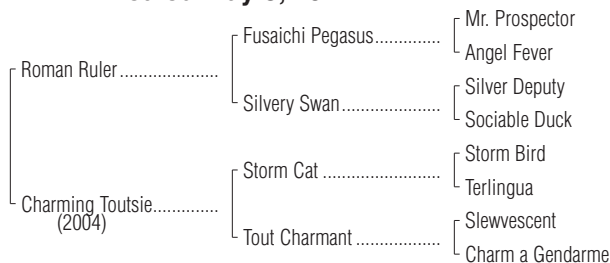 Fusaichi Pegasus............... Mr. Prospector
Angel Fever
Roman Ruler.....................
Silver Deputy
Silvery Swan..................... Sociable Duck
Storm Cat ......................... Storm Bird
Terlingua
Charming Toutsie..............
(2004)
Slewvescent
Tout Charmant .................. Charm a Gendarme